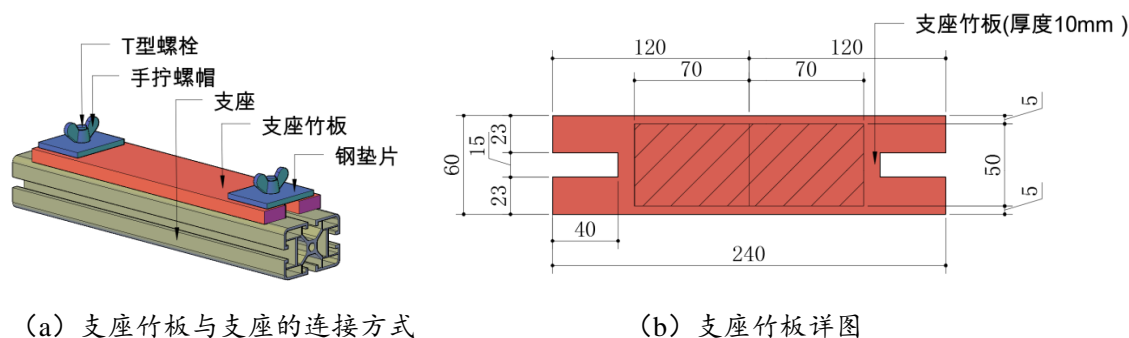 T型螺栓
手拧螺帽
支座
支座竹板
钢垫片
支座竹板(厚度10mm )
120
120
70
70
5
23
15
60
50
23
5
40
240
（a）支座竹板与支座的连接方式
（b）支座竹板详图